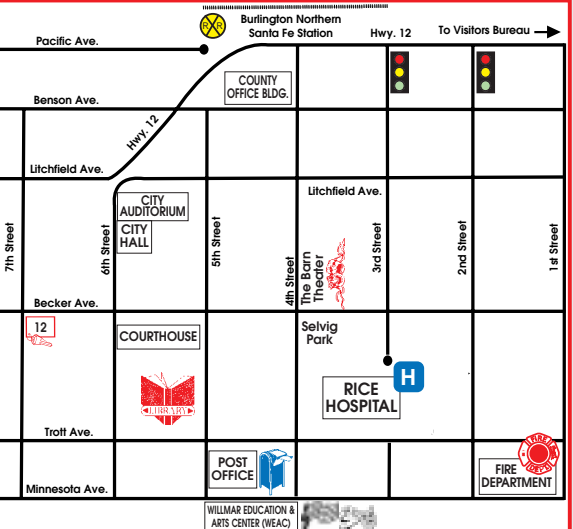 R R
Burlington Northern
Santa Fe Station
Hwy. 12
To Visitors Bureau
Pacific Ave.
COUNTY
OFFICE BLDG.
Benson Ave.
Hwy. 12
Litchfield Ave.
Litchfield Ave.
CITY
AUDITORIUM
CITY
HALL
7th Street
6th Street
5th Street
4th Street
The Barn
Theater
3rd Street
2nd Street
1st Street
Becker Ave.
12
COURTHOUSE
Selvig
Park
H
RICE
HOSPITAL
LIBRARY
Trott Ave.
POST
OFFICE
FIRE
DEPT
FIRE
DEPARTMENT
Minnesota Ave.
WILLMAR EDUCATION &
ARTS CENTER (WEAC)